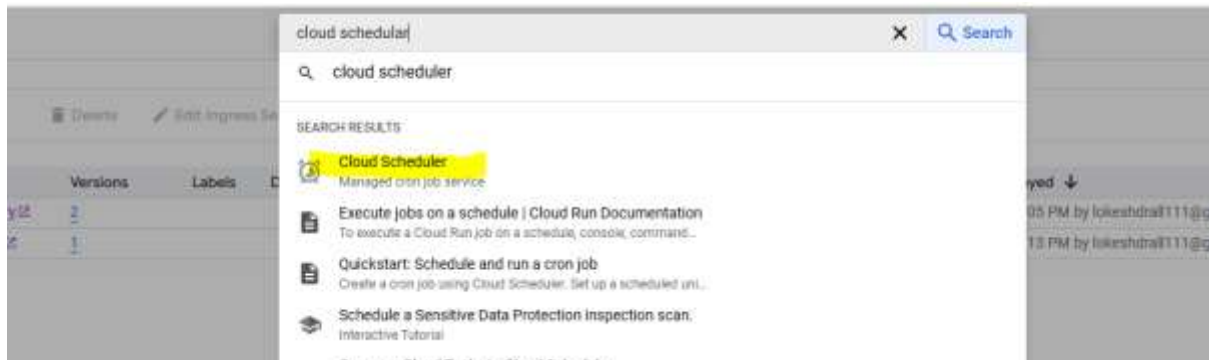 cloud schedular
Search
cloud scheduler
Delete
Edit Ingress Se
SEARCH RESULTS
Cloud Scheduler
Managed cron job service
Versions Labels D
yed
Execute jobs on a schedule | Cloud Run Documentation
To execute a Cloud Run job on a schedule, console, command...
y 2
05 PM by lokeshdrall111@g
Quickstart: Schedule and run a cron job
Create a cron job using Cloud Scheduler. Set up a scheduled uni...
1
13 PM by lokeshdrall111@g
Schedule a Sensitive Data Protection inspection scan.
Interactive Tutorial